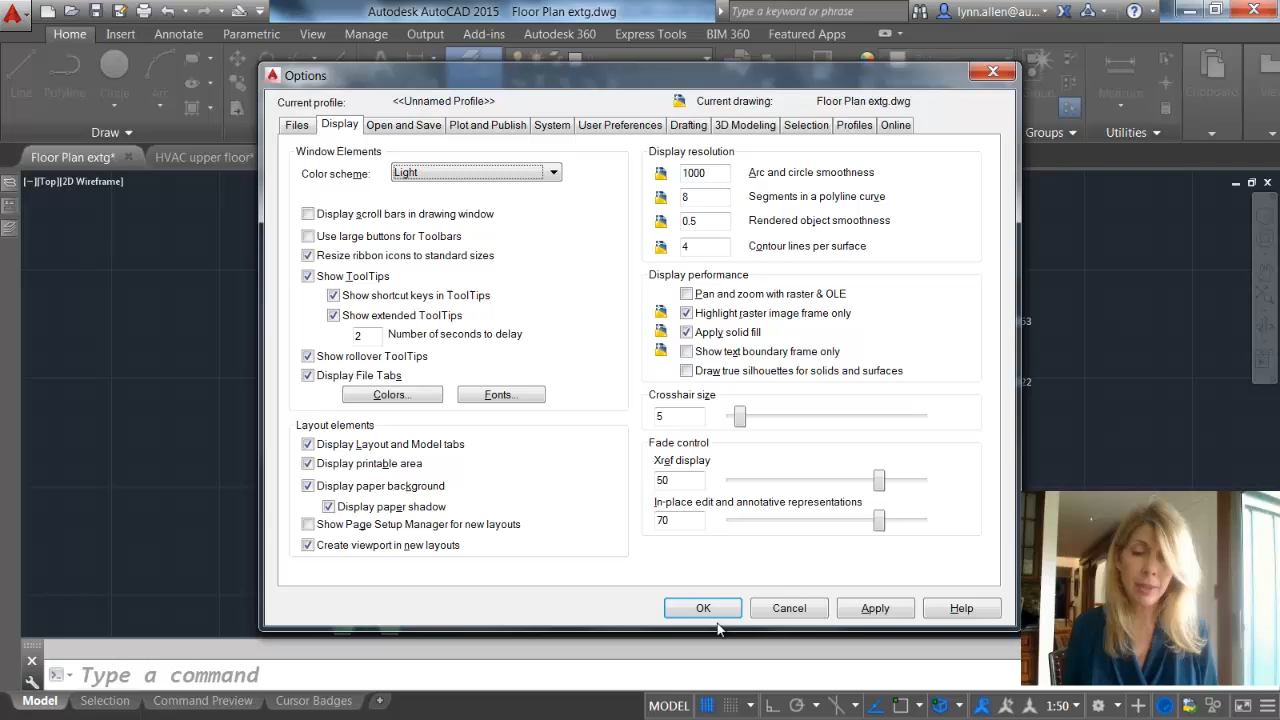 Autodesk AutoCAD 2015 Floor Plan extg.dwg
Type a keyword or phrase
lynn.allen@au...
Home Insert Annotate Parametric View Manage Output Add-ins Autodesk 360 Express Tools BIM 360 Featured Apps
Line Polyline Circle Arc
Group Measure Clipboard
Draw Groups Utilities
Floor Plan extg* HVAC upper floor*
[−][Top][2D Wireframe]
Options
Current profile: <<Unnamed Profile>> Current drawing: Floor Plan extg.dwg
Files Display Open and Save Plot and Publish System User Preferences Drafting 3D Modeling Selection Profiles Online
Window Elements
Color scheme: Light
Display scroll bars in drawing window
Use large buttons for Toolbars
Resize ribbon icons to standard sizes
Show ToolTips
Show shortcut keys in ToolTips
Show extended ToolTips
2 Number of seconds to delay
Show rollover ToolTips
Display File Tabs
Colors... Fonts...
Layout elements
Display Layout and Model tabs
Display printable area
Display paper background
Display paper shadow
Show Page Setup Manager for new layouts
Create viewport in new layouts
Display resolution
1000 Arc and circle smoothness
8 Segments in a polyline curve
0.5 Rendered object smoothness
4 Contour lines per surface
Display performance
Pan and zoom with raster & OLE
Highlight raster image frame only
Apply solid fill
Show text boundary frame only
Draw true silhouettes for solids and surfaces
Crosshair size
5
Fade control
Xref display
50
In-place edit and annotative representations
70
OK Cancel Apply Help
53
22
Type a command
Model Selection Command Preview Cursor Badges +
MODEL 1:50